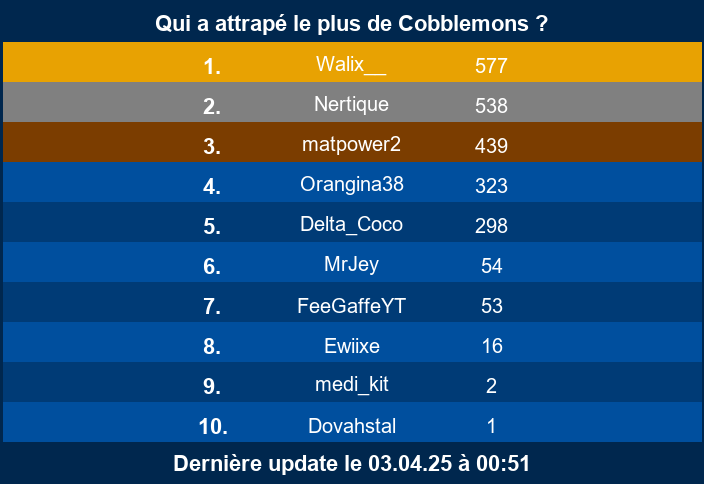 Qui a attrapé le plus de Cobblemons ?
1. Walix__ 577
2. Nertique 538
3. matpower2 439
4. Orangina38 323
5. Delta_Coco 298
6. MrJey 54
7. FeeGaffeYT 53
8. Ewiixe 16
9. medi_kit 2
10. Dovahstal 1
Dernière update le 03.04.25 à 00:51